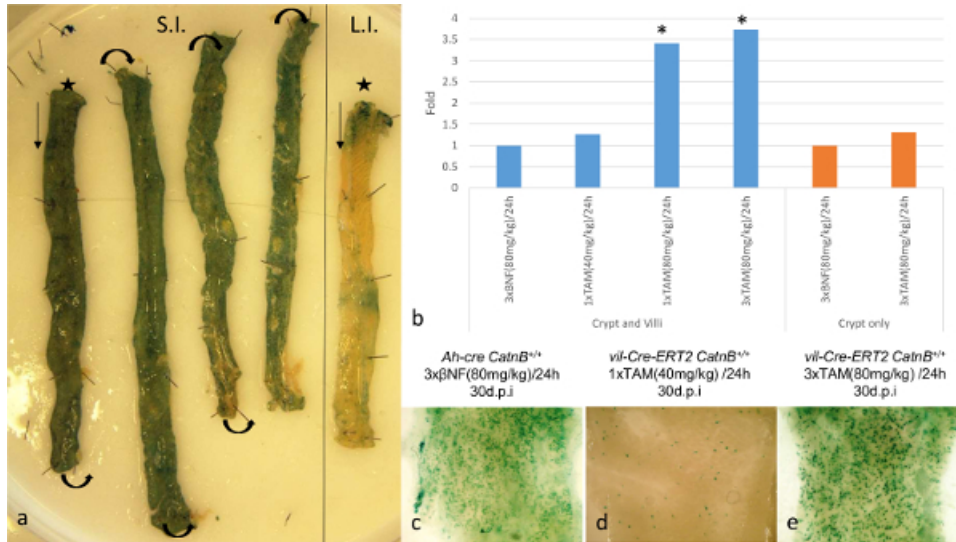 S.I.
L.I.
a
Fold
4
3.5
3
2.5
2
1.5
1
0.5
0
*
*
3xBNF(80mg/kg)/24h
1xTAM(40mg/kg)/24h
1xTAM(80mg/kg)/24h
3xTAM(80mg/kg)/24h
3xBNF(80mg/kg)/24h
3xTAM(80mg/kg)/24h
Crypt and Villi
Crypt only
b
Ah-cre CatnB+/+
3xβNF(80mg/kg)/24h
30d.p.i
vil-Cre-ERT2 CatnB+/+
1xTAM(40mg/kg) /24h
30d.p.i
vil-Cre-ERT2 CatnB+/+
3xTAM(80mg/kg) /24h
30d.p.i
c
d
e